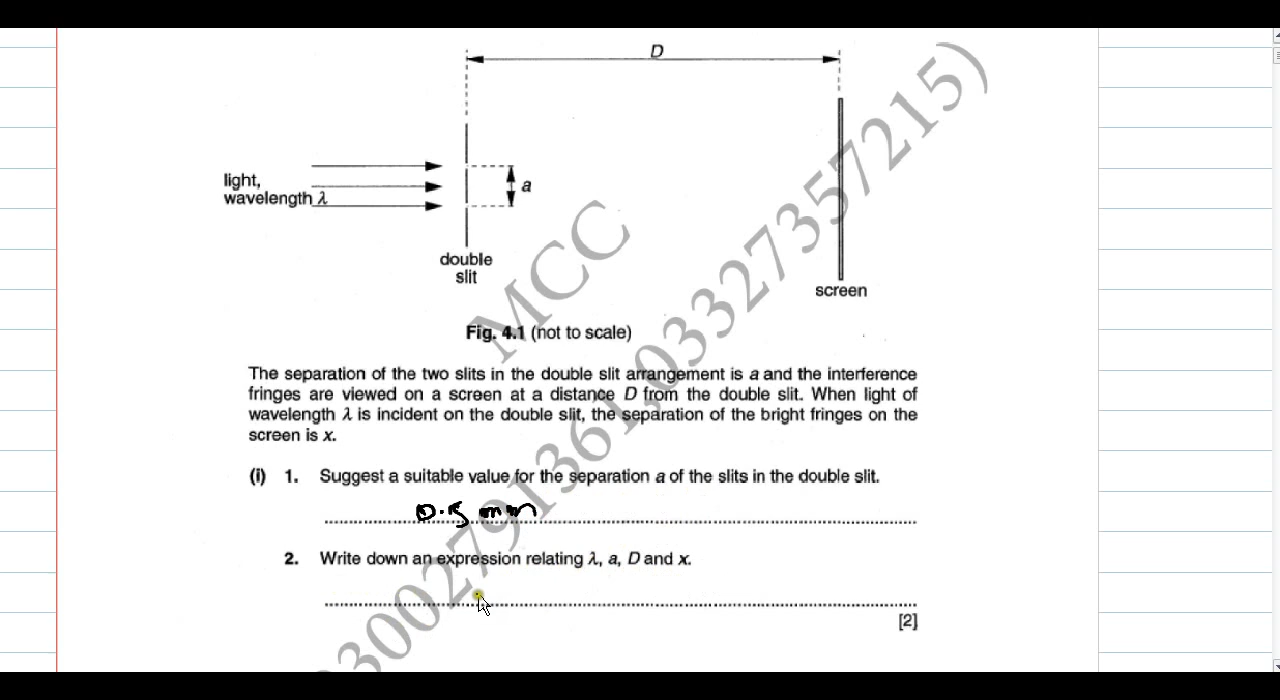 D
light,
wavelength λ
a
double
slit
screen
MCC
Fig. 4.1 (not to scale)
The separation of the two slits in the double slit arrangement is a and the interference
fringes are viewed on a screen at a distance D from the double slit. When light of
wavelength λ is incident on the double slit, the separation of the bright fringes on the
screen is x.
(i) 1. Suggest a suitable value for the separation a of the slits in the double slit.
0.5 mm
2. Write down an expression relating λ, a, D and x.
[2]
03327357215)